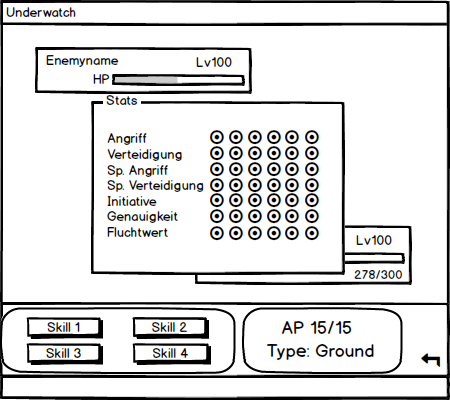 Underwatch
Enemyname Lv100
HP
Stats
Angriff
Verteidigung
Sp. Angriff
Sp. Verteidigung
Initiative
Genauigkeit
Fluchtwert
Lv100
278/300
Skill 1 Skill 2
Skill 3 Skill 4
AP 15/15
Type: Ground